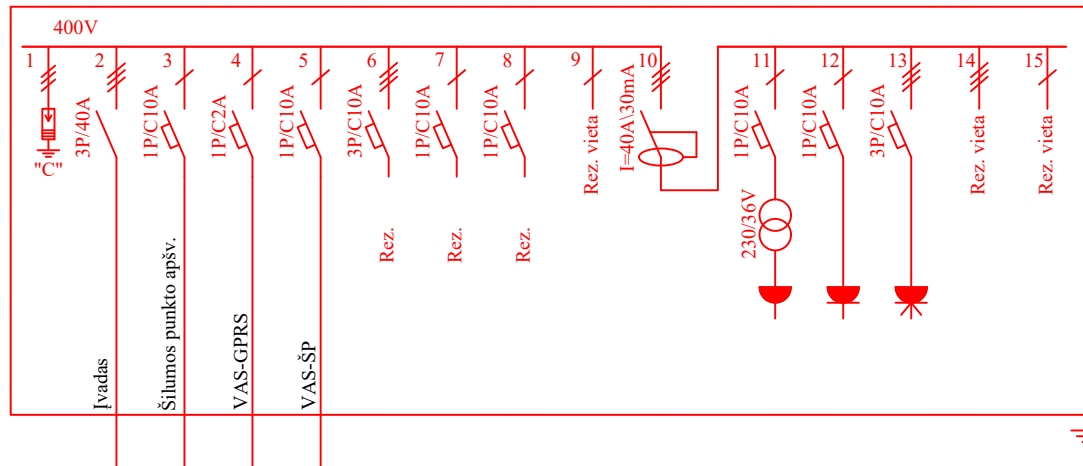 400V
1
2
3
4
5
6
7
8
9
10
11
12
13
14
15
"C"
3P/40A
1P/C10A
1P/C2A
1P/C10A
3P/C10A
1P/C10A
1P/C10A
Rez. vieta
I=40A\30mA
1P/C10A
1P/C10A
3P/C10A
Rez. vieta
Rez. vieta
Rez.
Rez.
Rez.
230/36V
Įvadas
Šilumos punkto apšv.
VAS-GPRS
VAS-ŠP